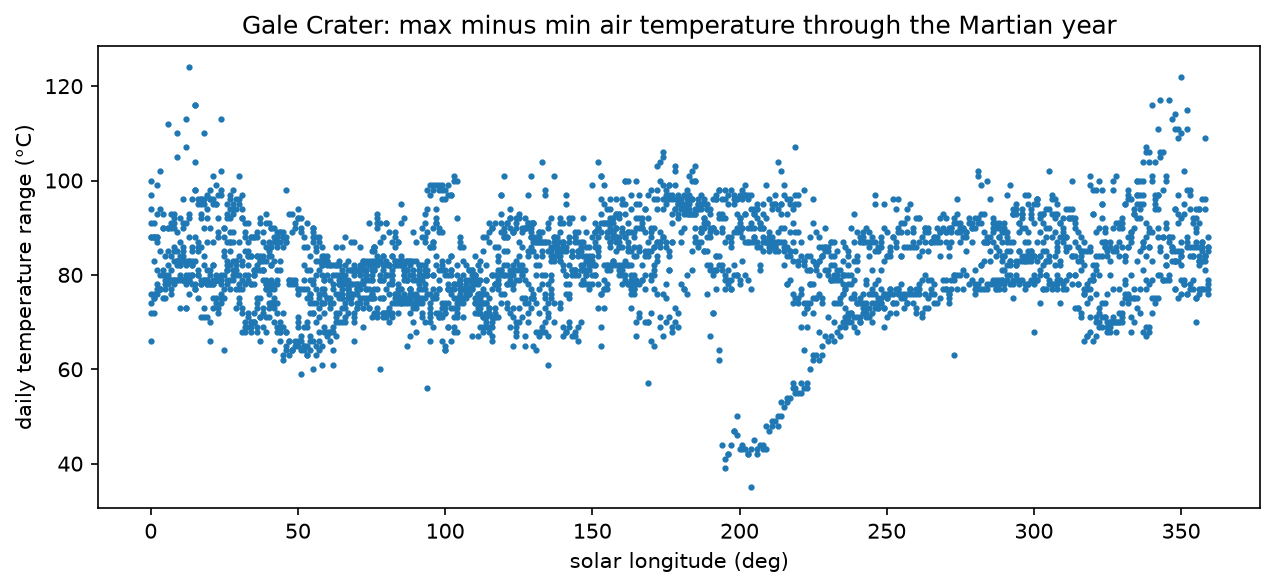 Gale Crater: max minus min air temperature through the Martian year
daily temperature range (°C)
120
100
80
60
40
0 50 100 150 200 250 300 350
solar longitude (deg)